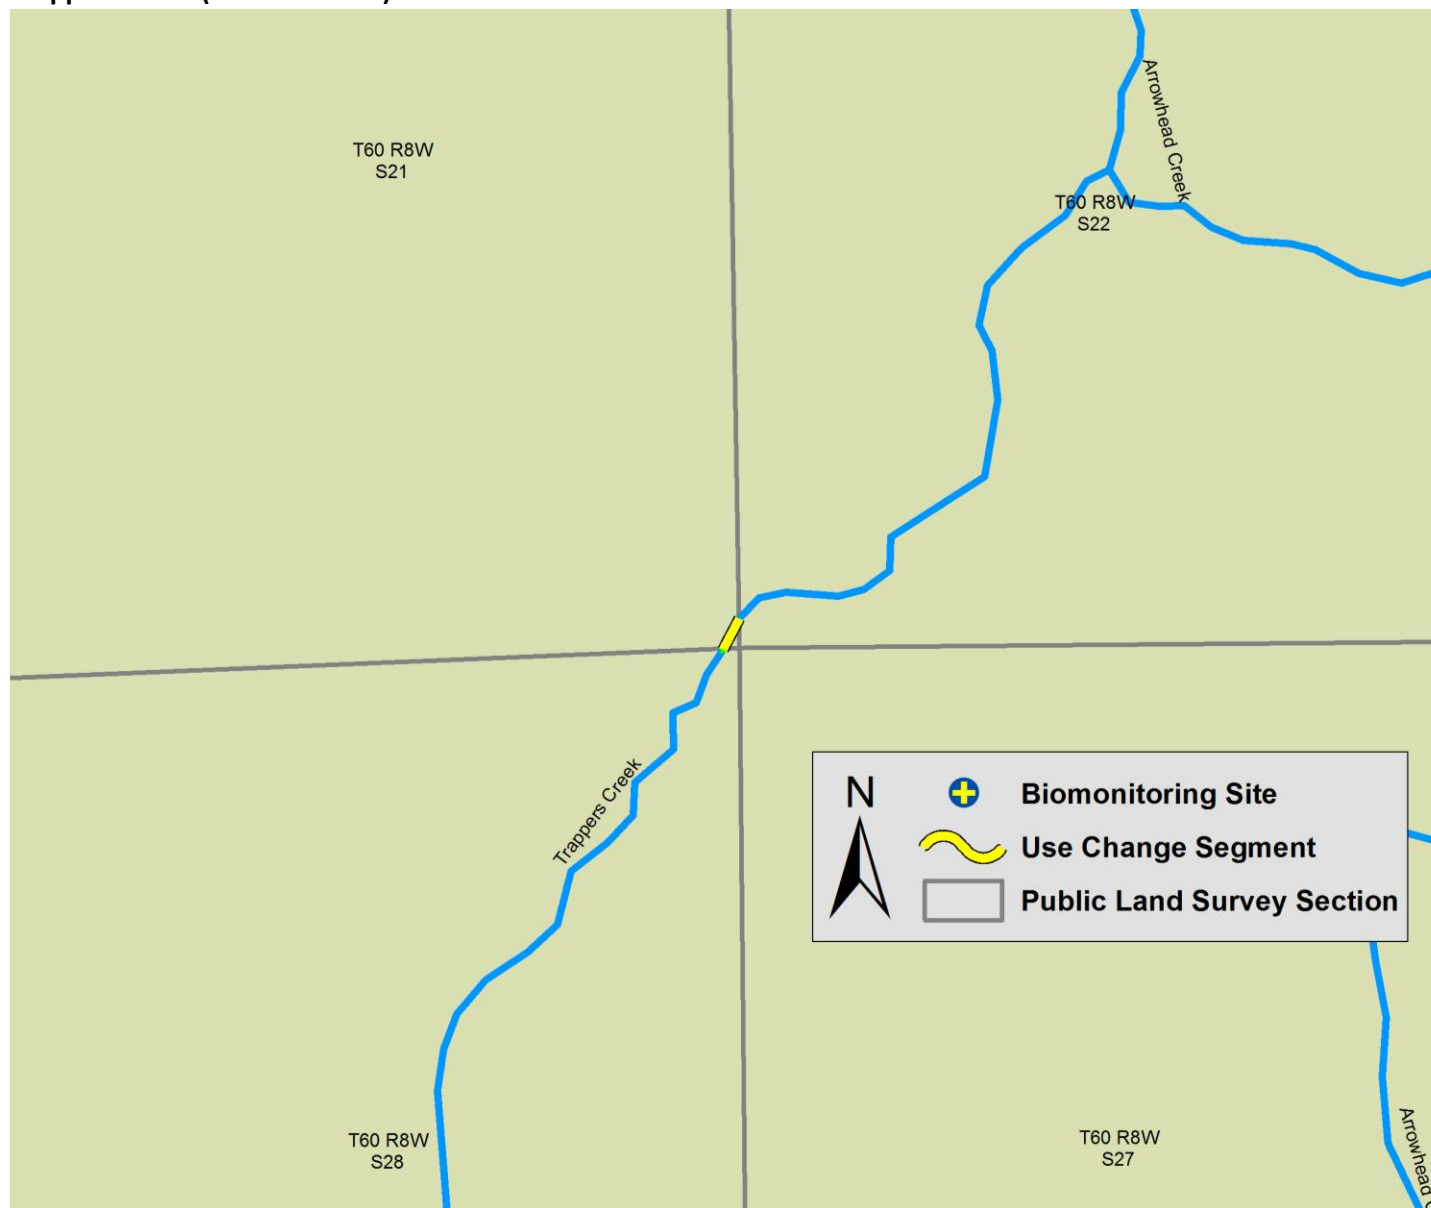 Arrowhead Creek
T60 R8W
S21
T60 R8W
S22
Trappers Creek
N
Biomonitoring Site
Use Change Segment
Public Land Survey Section
T60 R8W
S28
T60 R8W
S27
Arrowhead